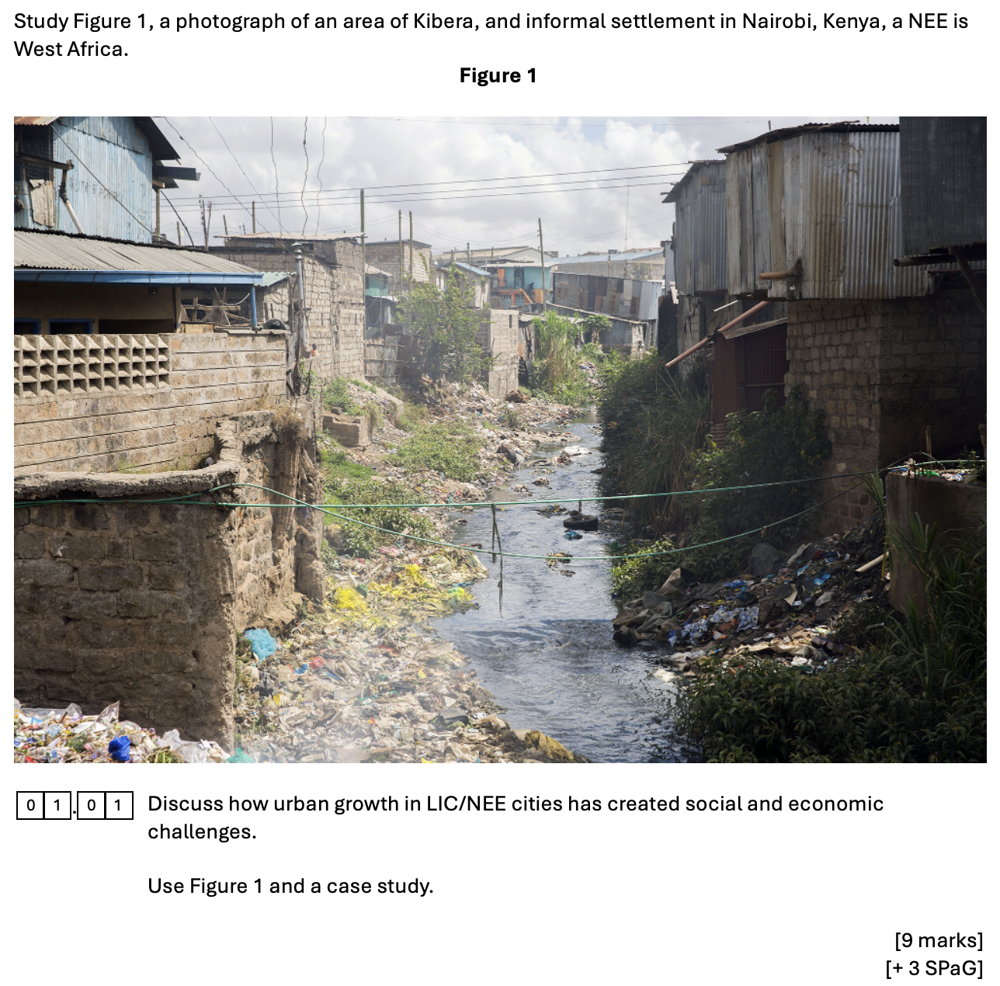 Study Figure 1, a photograph of an area of Kibera, and informal settlement in Nairobi, Kenya, a NEE is
West Africa.
Figure 1
0 1 . 0 1 Discuss how urban growth in LIC/NEE cities has created social and economic
challenges.
Use Figure 1 and a case study.
[9 marks]
[+ 3 SPaG]